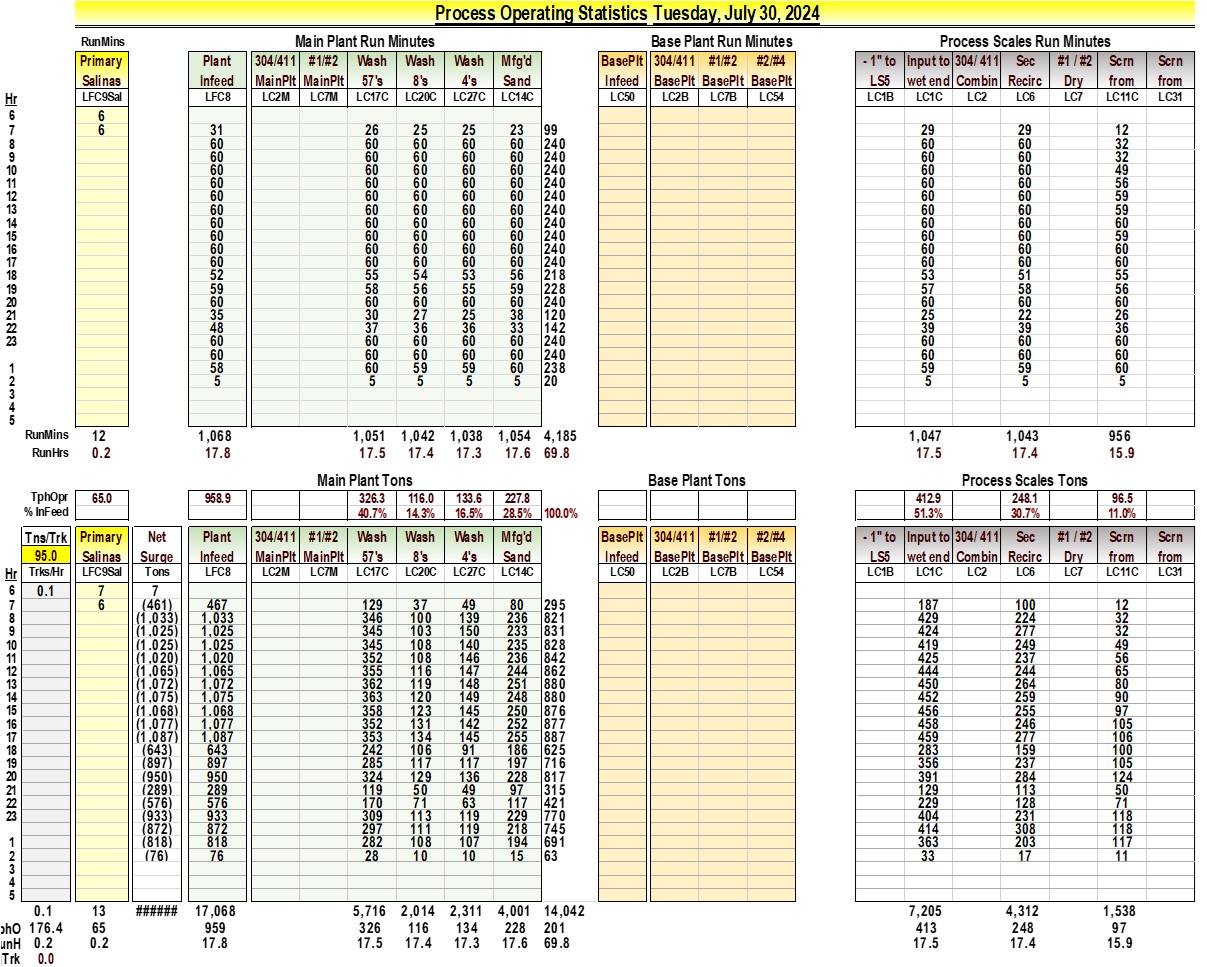 Process Operating Statistics Tuesday, July 30, 2024
RunMins Main Plant Run Minutes Base Plant Run Minutes Process Scales Run Minutes
Primary Plant 304/411 #1/#2 Wash Wash Wash Mfg'd BasePlt 304/411 #1/#2 #2/#4 - 1" to Input to 304/ 411 Sec #1 / #2 Scrn Scrn
Salinas Infeed MainPlt MainPlt 57's 8's 4's Sand Infeed BasePlt BasePlt BasePlt LS5 wet end Combin Recirc Dry from from
Hr LFC9Sal LFC8 LC2M LC7M LC17C LC20C LC27C LC14C LC50 LC2B LC7B LC54 LC1B LC1C LC2 LC6 LC7 LC11C LC31
6 6
7 6 31 26 25 25 23 99 29 29 12
8 60 60 60 60 60 240 60 60 32
9 60 60 60 60 60 240 60 60 32
10 60 60 60 60 60 240 60 60 49
11 60 60 60 60 60 240 60 60 56
12 60 60 60 60 60 240 60 60 59
13 60 60 60 60 60 240 60 60 59
14 60 60 60 60 60 240 60 60 60
15 60 60 60 60 60 240 60 60 59
16 60 60 60 60 60 240 60 60 60
17 60 60 60 60 60 240 60 60 60
18 52 55 54 53 56 218 53 51 55
19 59 58 56 55 59 228 57 58 56
20 60 60 60 60 60 240 60 60 60
21 35 30 27 25 38 120 25 22 26
22 48 37 36 36 33 142 39 39 36
23 60 60 60 60 60 240 60 60 60
60 60 60 60 60 240 60 60 60
1 58 60 59 59 60 238 59 59 60
2 5 5 5 5 5 20 5 5 5
3
4
5
RunMins 12 1,068 1,051 1,042 1,038 1,054 4,185 1,047 1,043 956
RunHrs 0.2 17.8 17.5 17.4 17.3 17.6 69.8 17.5 17.4 15.9
Main Plant Tons Base Plant Tons Process Scales Tons
TphOpr 65.0 958.9 326.3 116.0 133.6 227.8 412.9 248.1 96.5
% InFeed 40.7% 14.3% 16.5% 28.5% 100.0% 51.3% 30.7% 11.0%
Tns/Trk Primary Net Plant 304/411 #1/#2 Wash Wash Wash Mfg'd BasePlt 304/411 #1/#2 #2/#4 - 1" to Input to 304/ 411 Sec #1 / #2 Scrn Scrn
95.0 Salinas Surge Infeed MainPlt MainPlt 57's 8's 4's Sand Infeed BasePlt BasePlt BasePlt LS5 wet end Combin Recirc Dry from from
Hr Trks/Hr LFC9Sal Tons LFC8 LC2M LC7M LC17C LC20C LC27C LC14C LC50 LC2B LC7B LC54 LC1B LC1C LC2 LC6 LC7 LC11C LC31
6 0.1 7 7
7 6 (461) 467 129 37 49 80 295 187 100 12
8 (1,033) 1,033 346 100 139 236 821 429 224 32
9 (1,025) 1,025 345 103 150 233 831 424 277 32
10 (1,025) 1,025 345 108 140 235 828 419 249 49
11 (1,020) 1,020 352 108 146 236 842 425 237 56
12 (1,065) 1,065 355 116 147 244 862 444 244 65
13 (1,072) 1,072 362 119 148 251 880 450 264 80
14 (1,075) 1,075 363 120 149 248 880 452 259 90
15 (1,068) 1,068 358 123 145 250 876 456 255 97
16 (1,077) 1,077 352 131 142 252 877 458 246 105
17 (1,087) 1,087 353 134 145 255 887 459 277 106
18 (643) 643 242 106 91 186 625 283 159 100
19 (897) 897 285 117 117 197 716 356 237 105
20 (950) 950 324 129 136 228 817 391 284 124
21 (289) 289 119 50 49 97 315 129 113 50
22 (576) 576 170 71 63 117 421 229 128 71
23 (933) 933 309 113 119 229 770 404 231 118
(872) 872 297 111 119 218 745 414 308 118
1 (818) 818 282 108 107 194 691 363 203 117
2 (76) 76 28 10 10 15 63 33 17 11
3
4
5
0.1 13 ###### 17,068 5,716 2,014 2,311 4,001 14,042 7,205 4,312 1,538
phO 176.4 65 959 326 116 134 228 201 413 248 97
unH 0.2 0.2 17.8 17.5 17.4 17.3 17.6 69.8 17.5 17.4 15.9
Trk 0.0